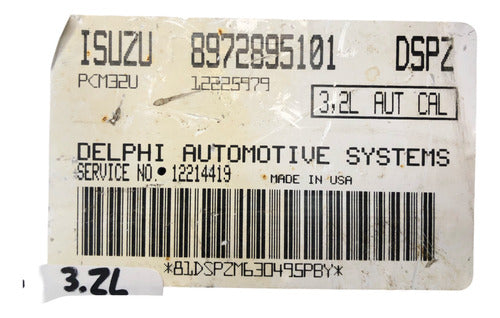 ISUZU 8972895101 DSPZ
PCM32U 12225979
3,2L AUT CAL
DELPHI AUTOMOTIVE SYSTEMS
SERVICE NO. 12214419 MADE IN USA
*81DSPZM630495PBY*
3.2L